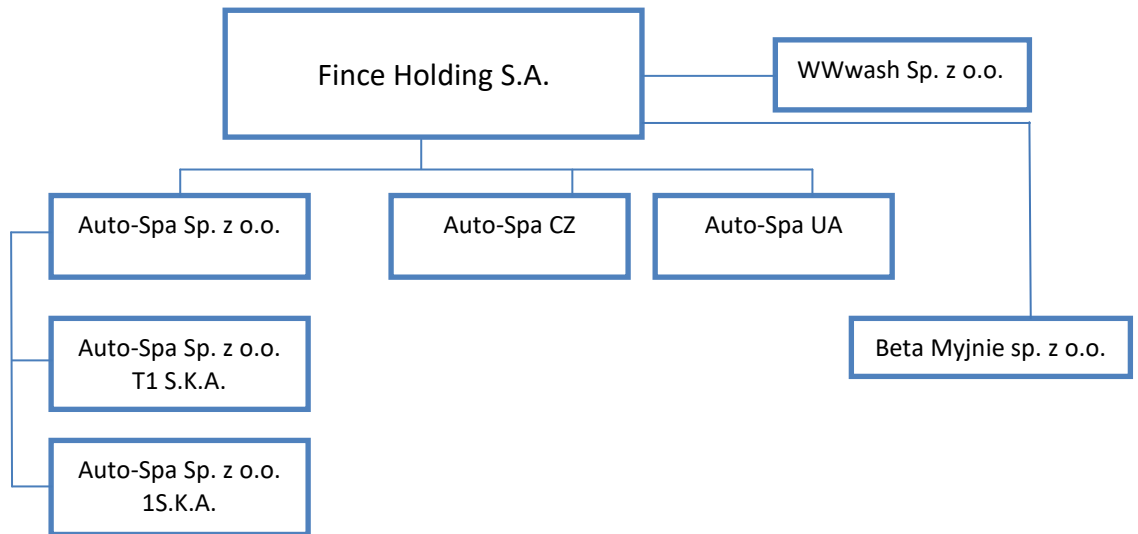 Fince Holding S.A.
WWwash Sp. z o.o.
Auto-Spa Sp. z o.o.
Auto-Spa CZ
Auto-Spa UA
Auto-Spa Sp. z o.o.
T1 S.K.A.
Beta Myjnie sp. z o.o.
Auto-Spa Sp. z o.o.
1S.K.A.